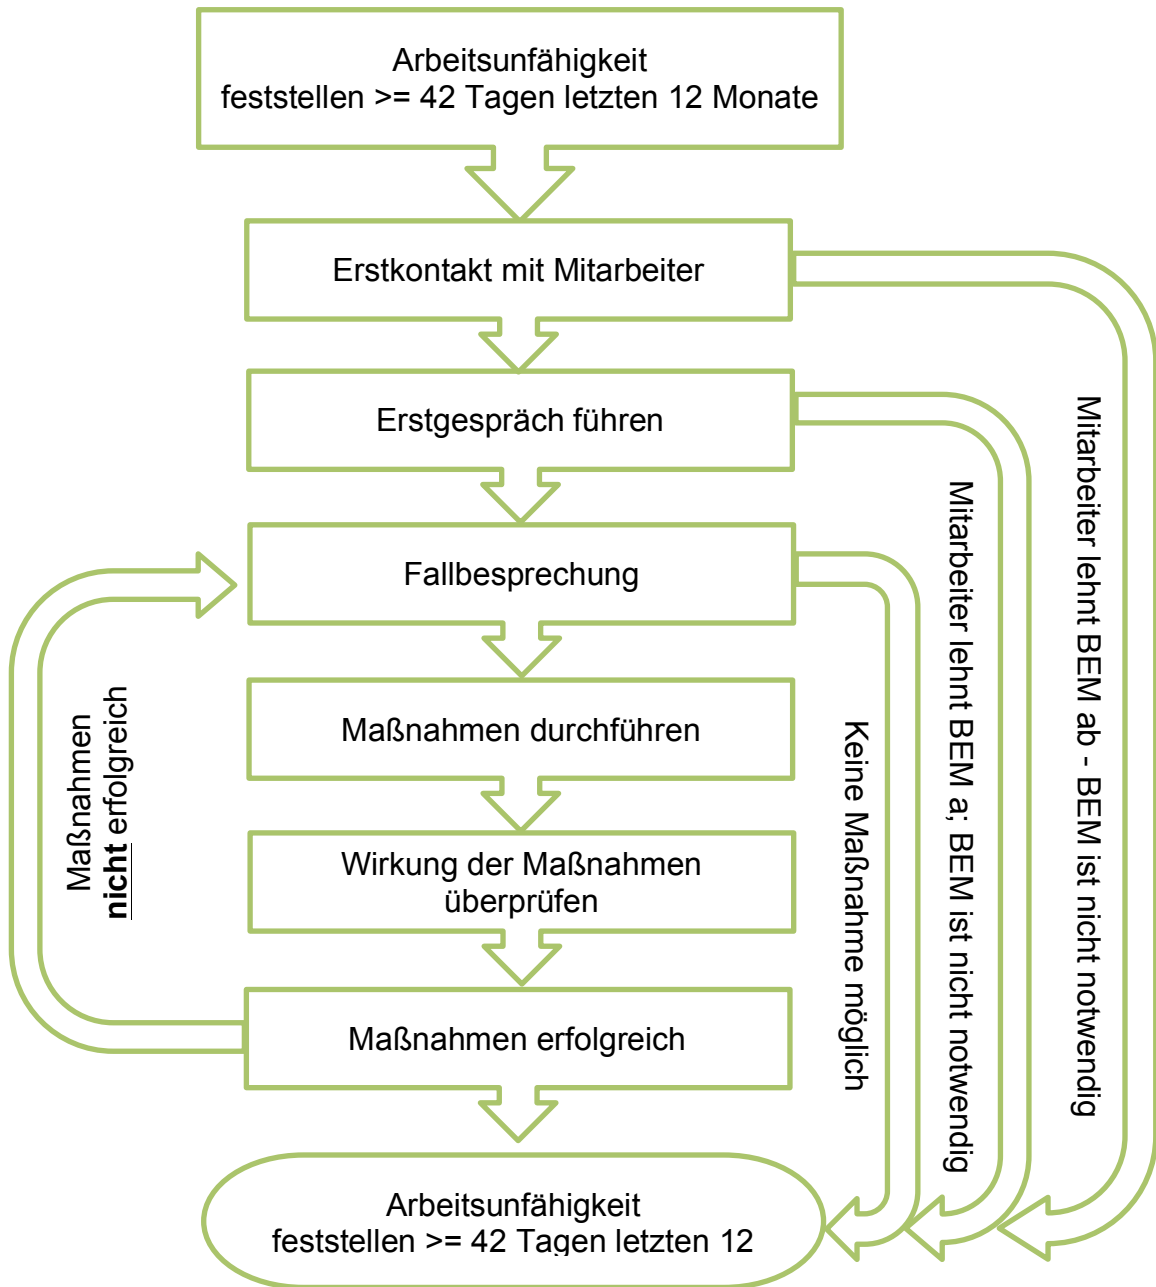 Arbeitsunfähigkeit
feststellen >= 42 Tagen letzten 12 Monate
Erstkontakt mit Mitarbeiter
Erstgespräch führen
Fallbesprechung
Maßnahmen durchführen
Wirkung der Maßnahmen
überprüfen
Maßnahmen erfolgreich
Arbeitsunfähigkeit
feststellen >= 42 Tagen letzten 12
Maßnahmen
nicht erfolgreich
Keine Maßnahme möglich
Mitarbeiter lehnt BEM a; BEM ist nicht notwendig
Mitarbeiter lehnt BEM ab - BEM ist nicht notwendig